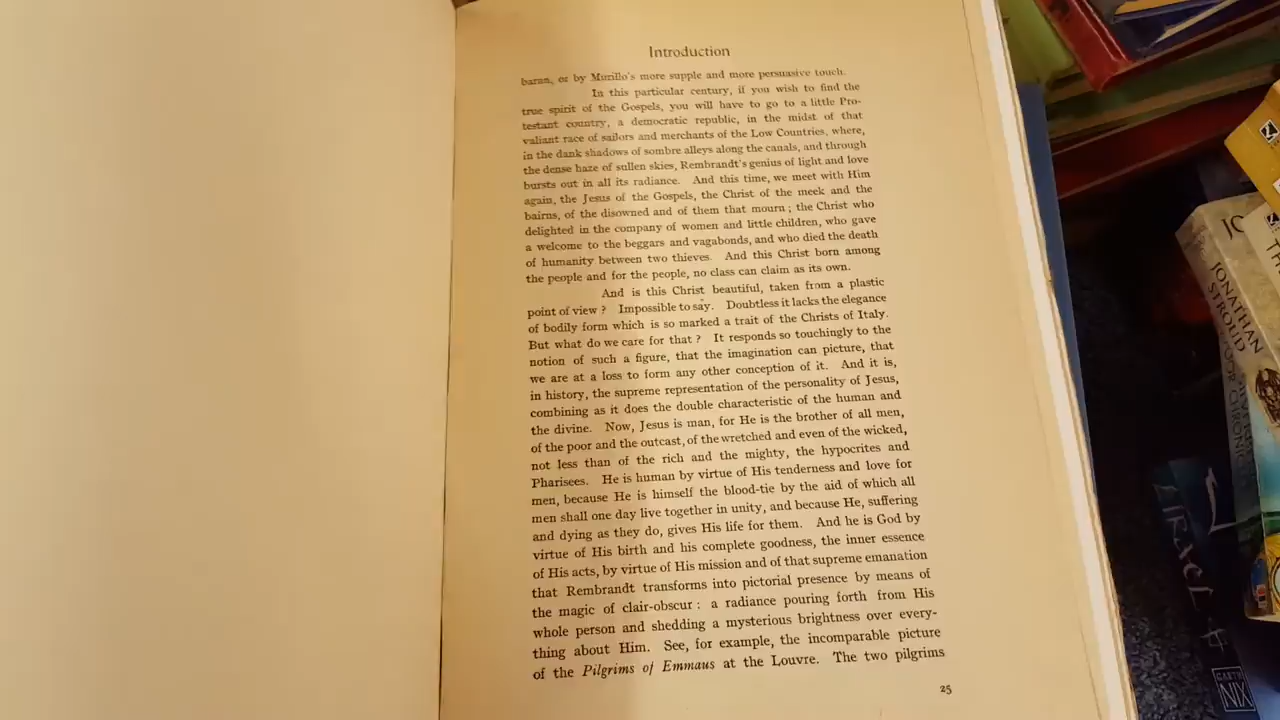 Introduction
baran, or by Murillo's more supple and more persuasive touch.
In this particular century, if you wish to find the
true spirit of the Gospels, you will have to go to a little Pro-
testant country, a democratic republic, in the midst of that
valiant race of sailors and merchants of the Low Countries, where,
in the dank shadows of sombre alleys along the canals, and through
the dense haze of sullen skies, Rembrandt's genius of light and love
bursts out in all its radiance. And this time, we meet with Him
again, the Jesus of the Gospels, the Christ of the meek and the
bairns, of the disowned and of them that mourn; the Christ who
delighted in the company of women and little children, who gave
a welcome to the beggars and vagabonds, and who died the death
of humanity between two thieves. And this Christ born among
the people and for the people, no class can claim as its own.
And is this Christ beautiful, taken from a plastic
point of view? Impossible to say. Doubtless it lacks the elegance
of bodily form which is so marked a trait of the Christs of Italy.
But what do we care for that? It responds so touchingly to the
notion of such a figure, that the imagination can picture, that
we are at a loss to form any other conception of it. And it is,
in history, the supreme representation of the personality of Jesus,
combining as it does the double characteristic of the human and
the divine. Now, Jesus is man, for He is the brother of all men,
of the poor and the outcast, of the wretched and even of the wicked,
not less than of the rich and the mighty, the hypocrites and
Pharisees. He is human by virtue of His tenderness and love for
men, because He is himself the blood-tie by the aid of which all
men shall one day live together in unity, and because He, suffering
and dying as they do, gives His life for them. And he is God by
virtue of His birth and his complete goodness, the inner essence
of His acts, by virtue of His mission and of that supreme emanation
that Rembrandt transforms into pictorial presence by means of
the magic of clair-obscur: a radiance pouring forth from His
whole person and shedding a mysterious brightness over every-
thing about Him. See, for example, the incomparable picture
of the Pilgrims of Emmaus at the Louvre. The two pilgrims
25
JO
JONATHAN
STROUD
GARTH
NIX